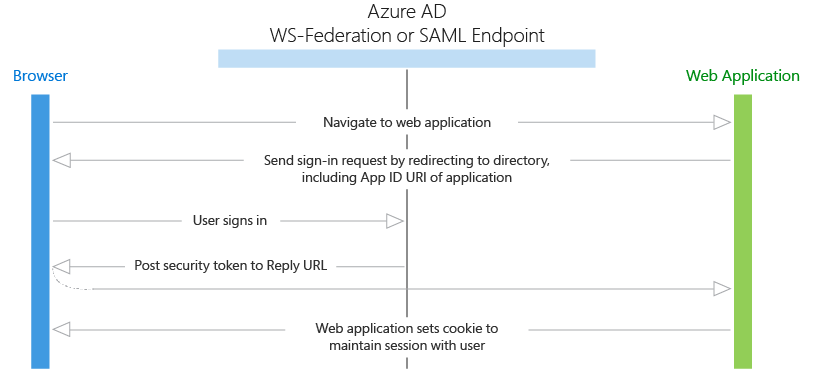 Azure AD
WS-Federation or SAML Endpoint
Browser
Web Application
Navigate to web application
Send sign-in request by redirecting to directory,
including App ID URI of application
User signs in
Post security token to Reply URL
Web application sets cookie to
maintain session with user